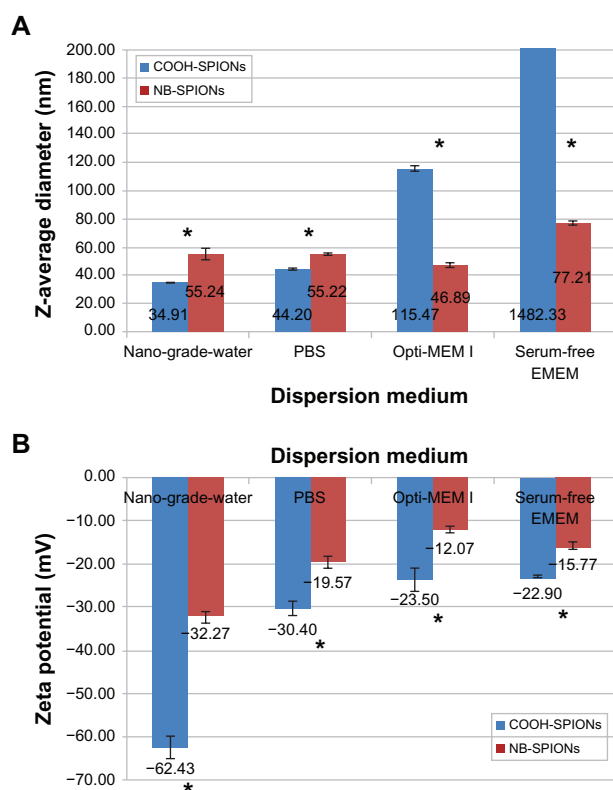 A
Z-average diameter (nm)
200.00
180.00
160.00
140.00
120.00
100.00
80.00
60.00
40.00
20.00
0.00
COOH-SPIONs
NB-SPIONs
*
*
*
*
34.91
55.24
44.20
55.22
115.47
46.89
1482.33
77.21
Nano-grade-water
PBS
Opti-MEM I
Serum-free
EMEM
Dispersion medium
B
Dispersion medium
Zeta potential (mV)
0.00
−10.00
−20.00
−30.00
−40.00
−50.00
−60.00
−70.00
Nano-grade-water
PBS
Opti-MEM I
Serum-free
EMEM
−62.43
−32.27
−30.40
−19.57
−23.50
−12.07
−22.90
−15.77
*
*
*
*
COOH-SPIONs
NB-SPIONs